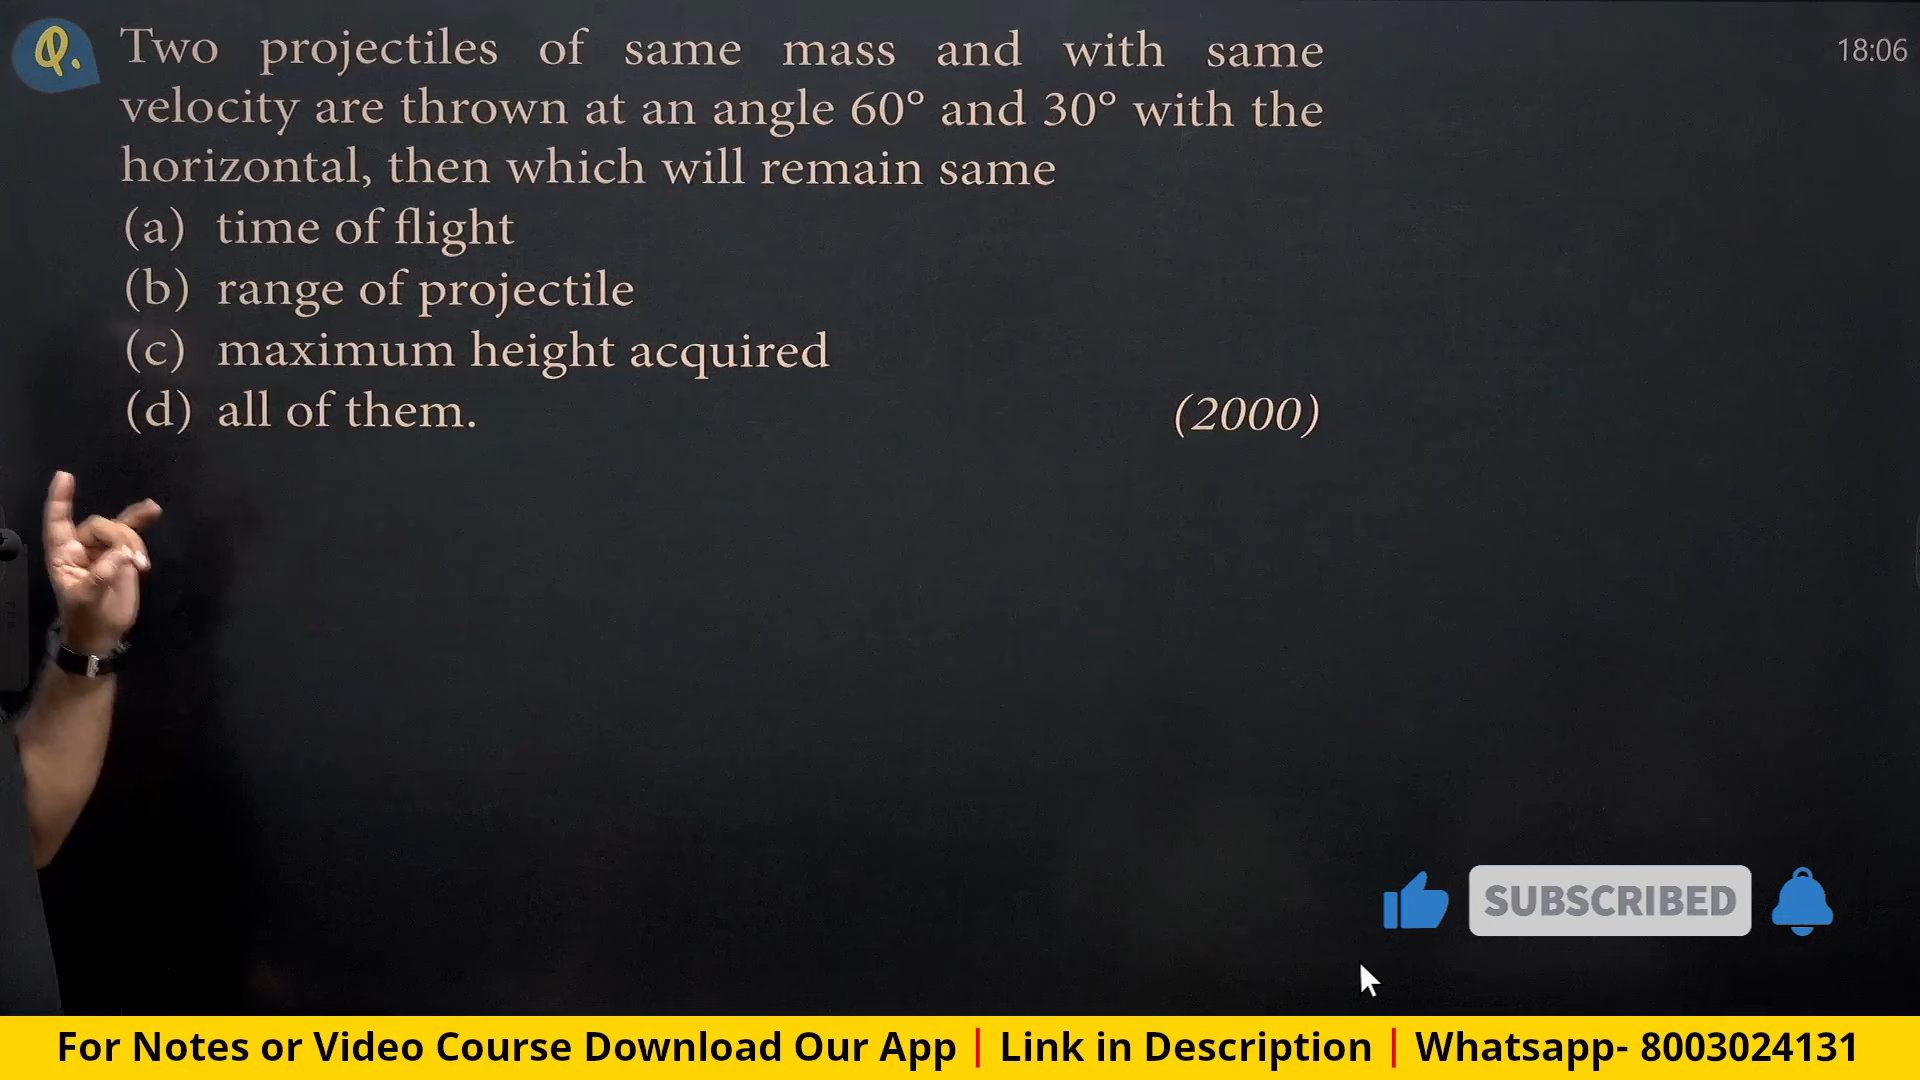 Q. Two projectiles of same mass and with same
18:06
velocity are thrown at an angle 60° and 30° with the
horizontal, then which will remain same
(a) time of flight
(b) range of projectile
(c) maximum height acquired
(d) all of them. (2000)
SUBSCRIBED
For Notes or Video Course Download Our App | Link in Description | Whatsapp- 8003024131